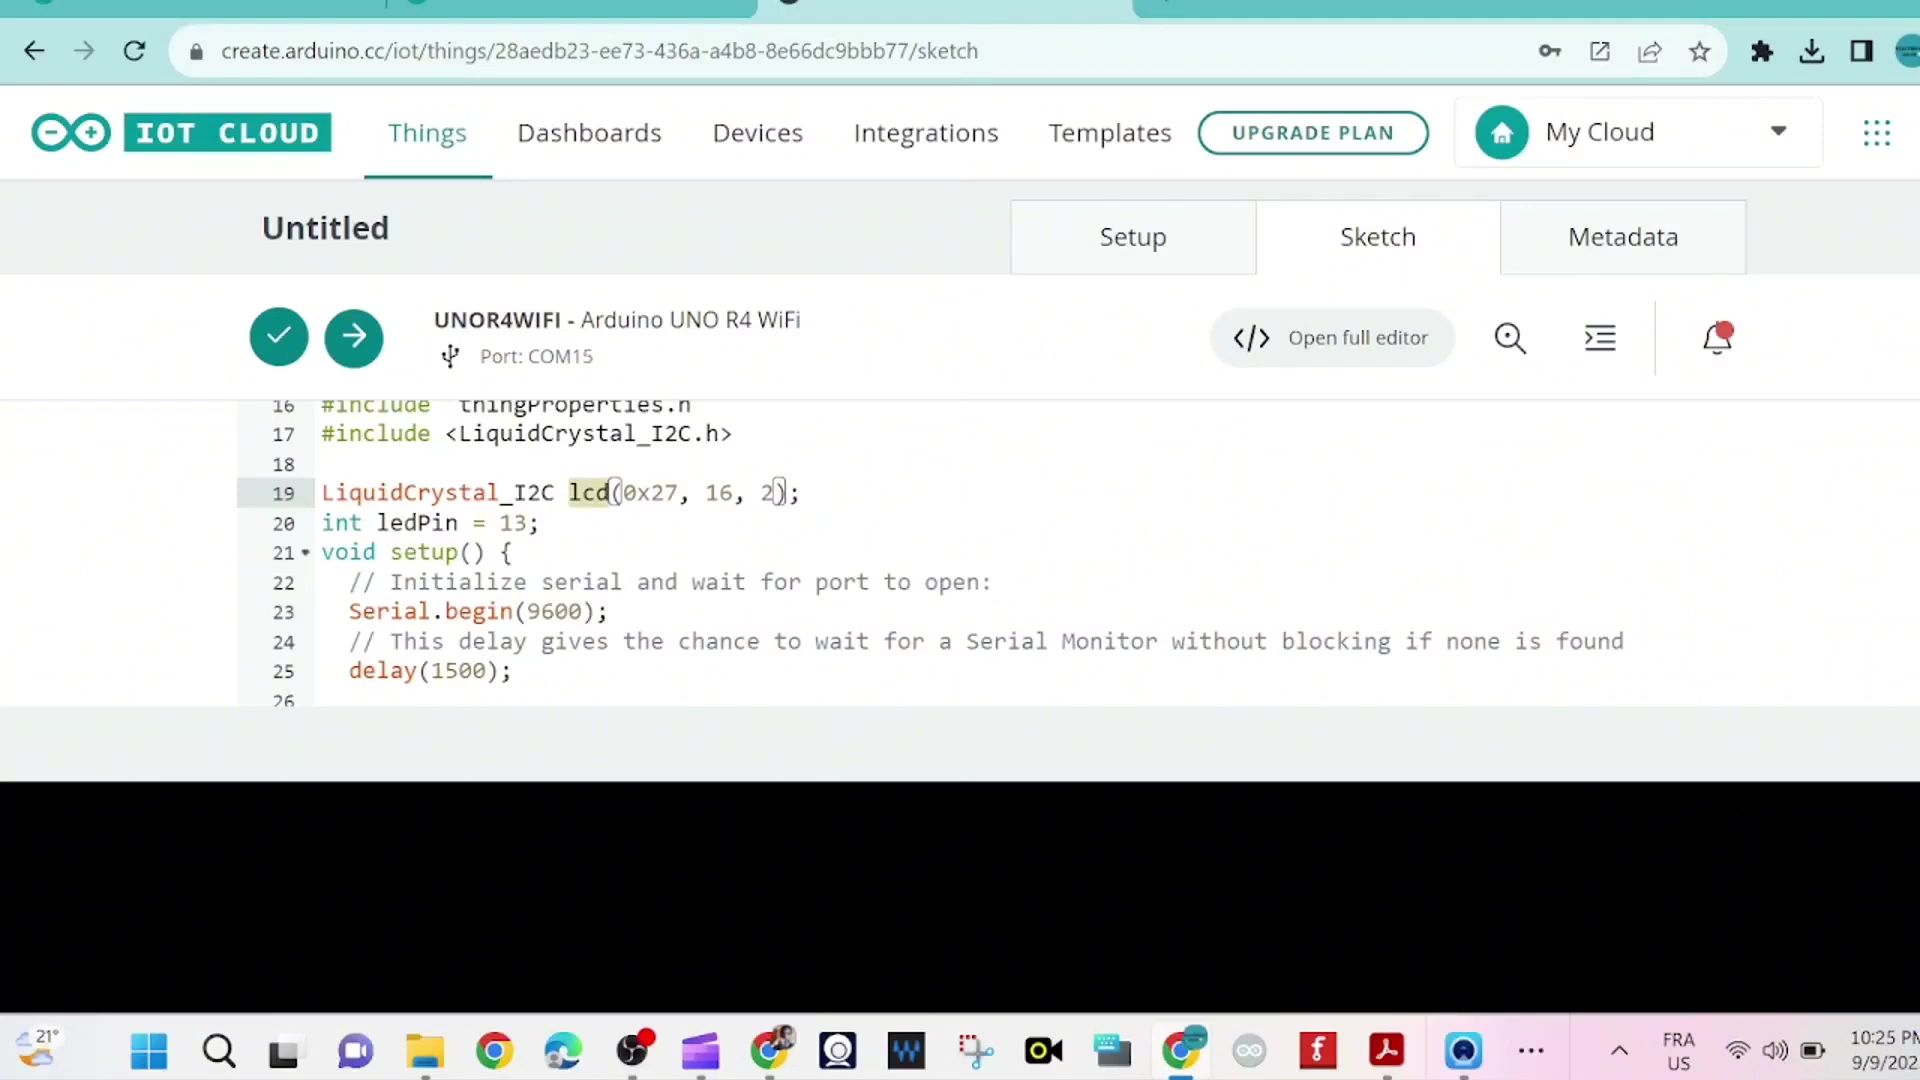 create.arduino.cc/iot/things/28aedb23-ee73-436a-a4b8-8e66dc9bbb77/sketch
IOT CLOUD Things Dashboards Devices Integrations Templates UPGRADE PLAN My Cloud
Untitled Setup Sketch Metadata
UNOR4WIFI - Arduino UNO R4 WiFi
Port: COM15
</> Open full editor
16 #include thingProperties.h
17 #include <LiquidCrystal_I2C.h>
18
19 LiquidCrystal_I2C lcd(0x27, 16, 2);
20 int ledPin = 13;
21 void setup() {
22 // Initialize serial and wait for port to open:
23 Serial.begin(9600);
24 // This delay gives the chance to wait for a Serial Monitor without blocking if none is found
25 delay(1500);
26
21°
FRA
US
10:25 PM
9/9/202